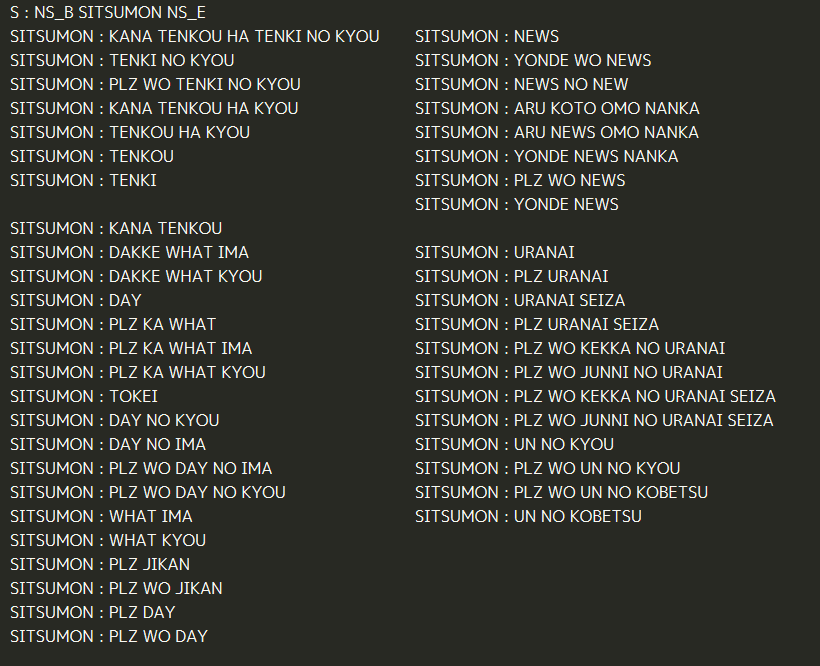 S : NS_B SITSUMON NS_E
SITSUMON : KANA TENKOU HA TENKI NO KYOU
SITSUMON : TENKI NO KYOU
SITSUMON : PLZ WO TENKI NO KYOU
SITSUMON : KANA TENKOU HA KYOU
SITSUMON : TENKOU HA KYOU
SITSUMON : TENKOU
SITSUMON : TENKI
SITSUMON : KANA TENKOU
SITSUMON : DAKKE WHAT IMA
SITSUMON : DAKKE WHAT KYOU
SITSUMON : DAY
SITSUMON : PLZ KA WHAT
SITSUMON : PLZ KA WHAT IMA
SITSUMON : PLZ KA WHAT KYOU
SITSUMON : TOKEI
SITSUMON : DAY NO KYOU
SITSUMON : DAY NO IMA
SITSUMON : PLZ WO DAY NO IMA
SITSUMON : PLZ WO DAY NO KYOU
SITSUMON : WHAT IMA
SITSUMON : WHAT KYOU
SITSUMON : PLZ JIKAN
SITSUMON : PLZ WO JIKAN
SITSUMON : PLZ DAY
SITSUMON : PLZ WO DAY
SITSUMON : NEWS
SITSUMON : YONDE WO NEWS
SITSUMON : NEWS NO NEW
SITSUMON : ARU KOTO OMO NANKA
SITSUMON : ARU NEWS OMO NANKA
SITSUMON : YONDE NEWS NANKA
SITSUMON : PLZ WO NEWS
SITSUMON : YONDE NEWS
SITSUMON : URANAI
SITSUMON : PLZ URANAI
SITSUMON : URANAI SEIZA
SITSUMON : PLZ URANAI SEIZA
SITSUMON : PLZ WO KEKKA NO URANAI
SITSUMON : PLZ WO JUNNI NO URANAI
SITSUMON : PLZ WO KEKKA NO URANAI SEIZA
SITSUMON : PLZ WO JUNNI NO URANAI SEIZA
SITSUMON : UN NO KYOU
SITSUMON : PLZ WO UN NO KYOU
SITSUMON : PLZ WO UN NO KOBETSU
SITSUMON : UN NO KOBETSU